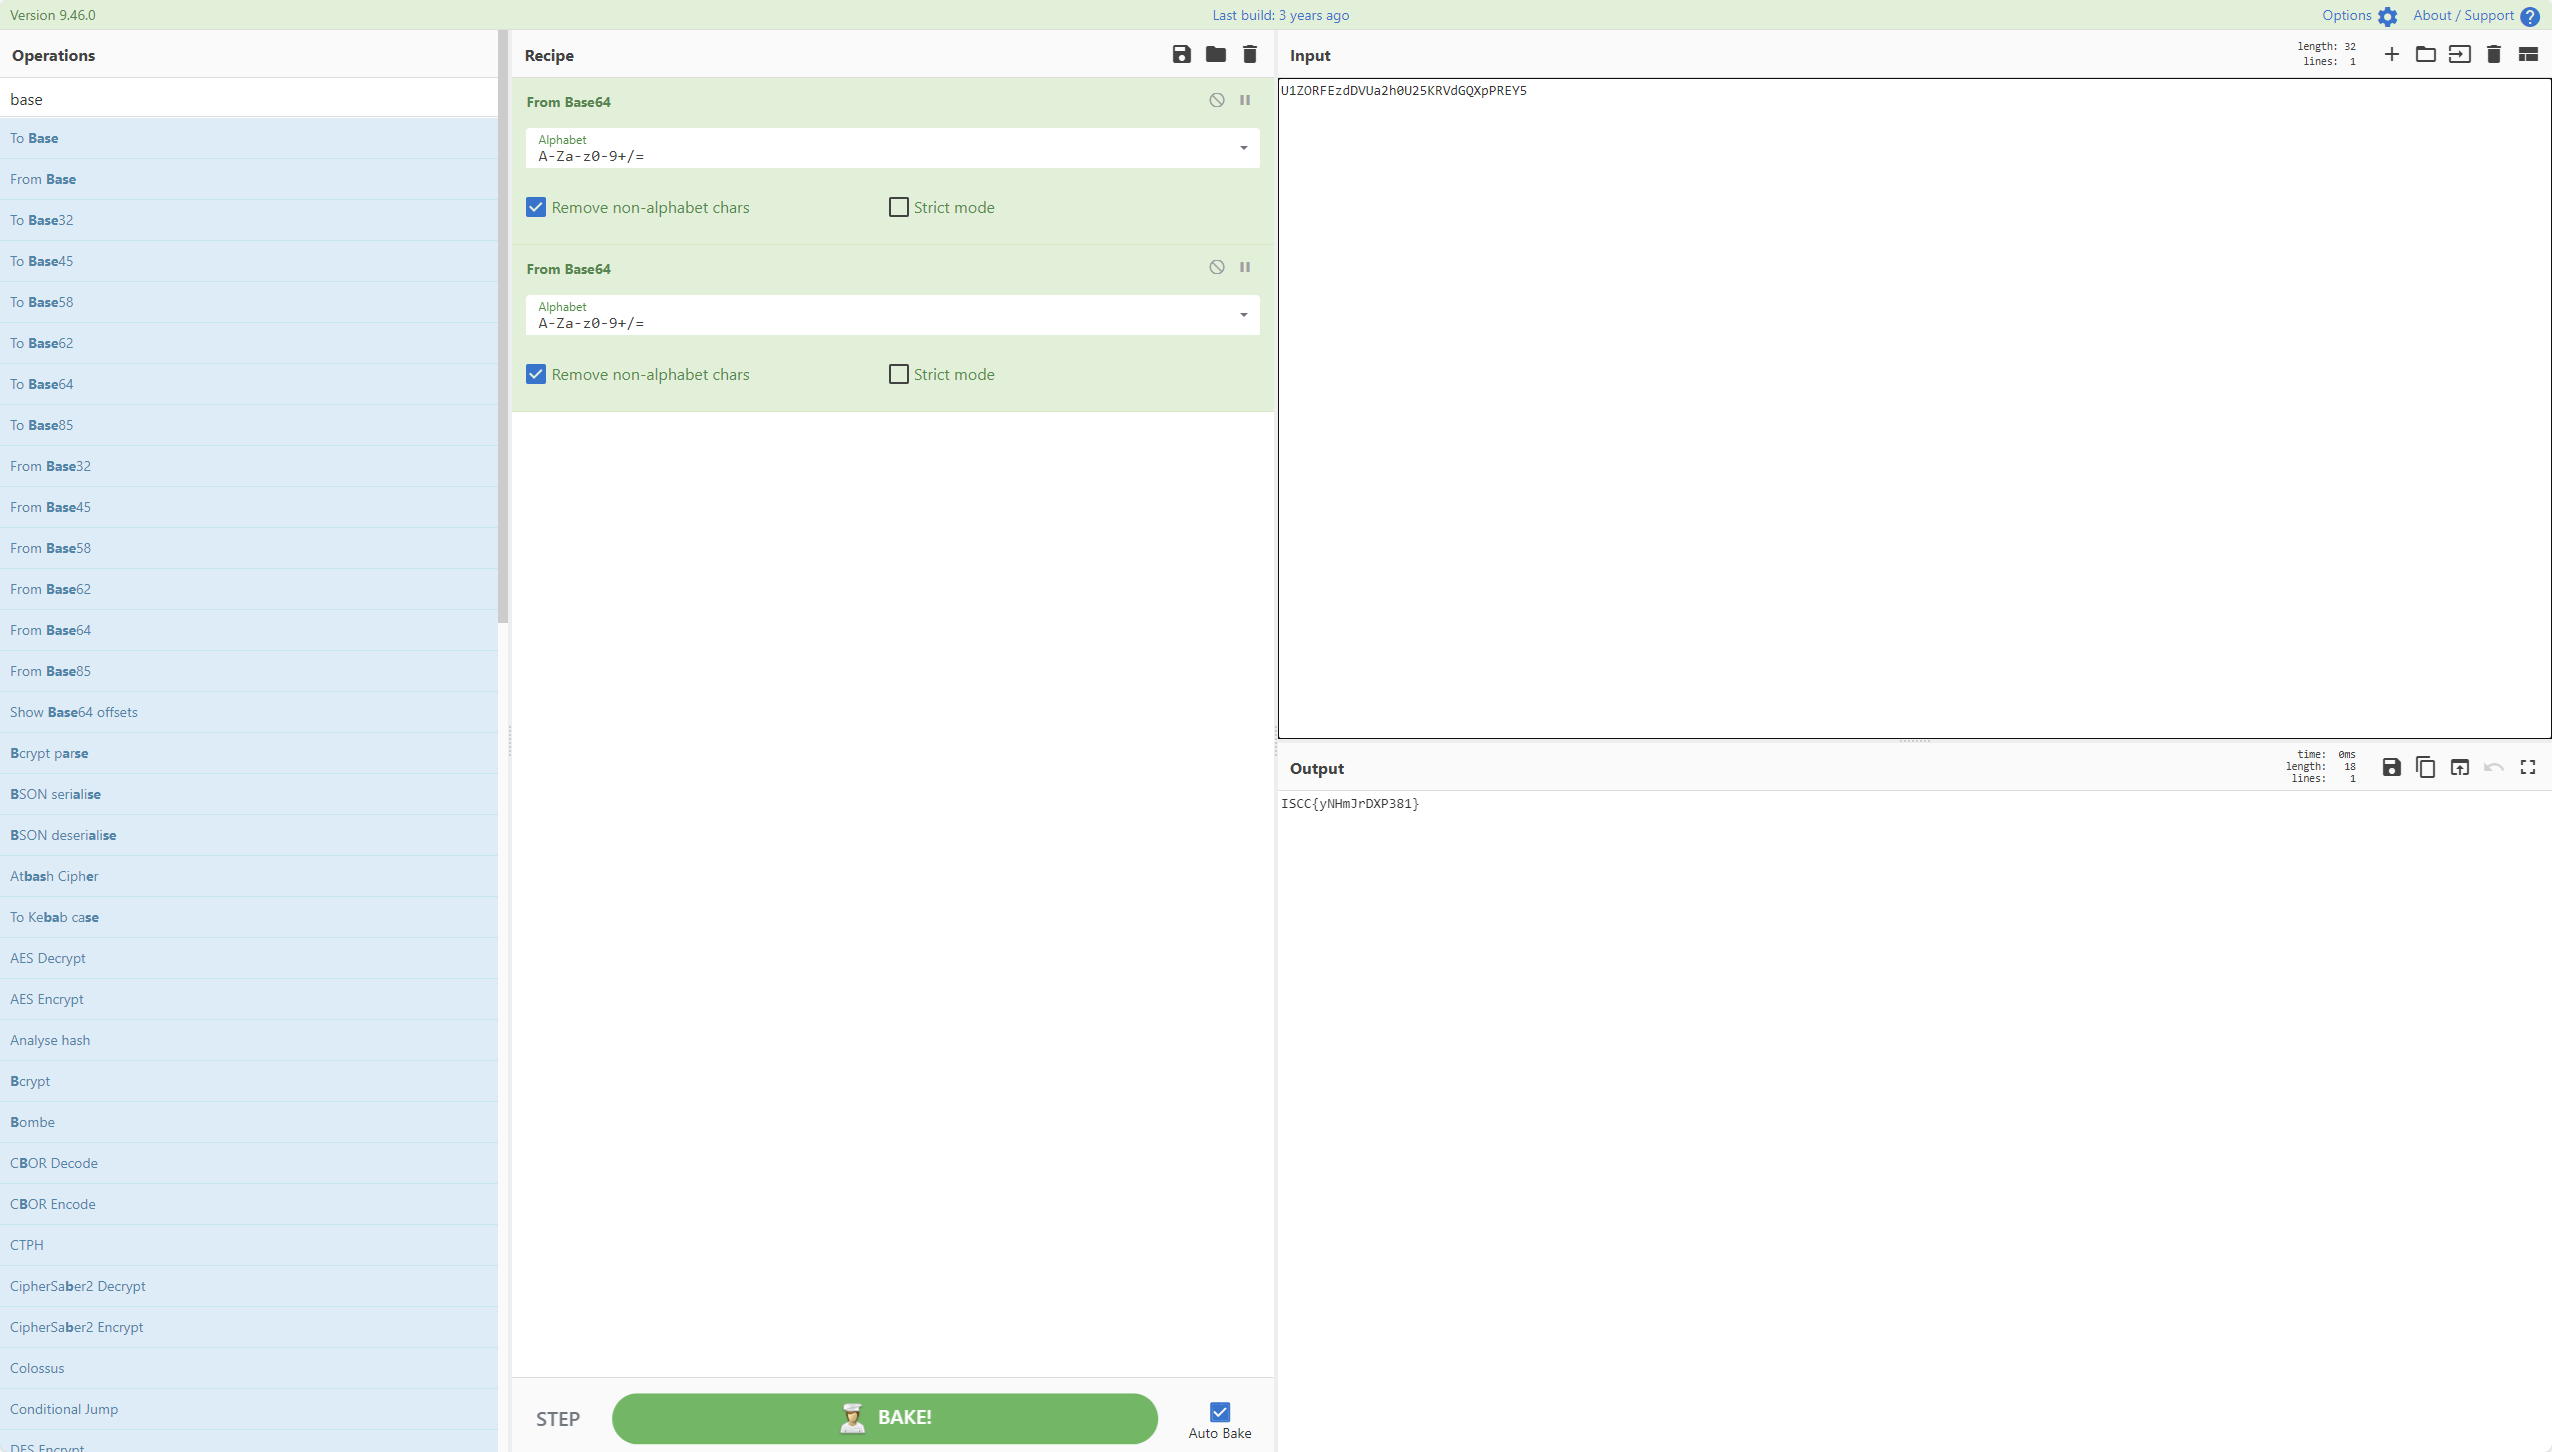 Version 9.46.0
Last build: 3 years ago
Options
About / Support
Operations
base
To Base
From Base
To Base32
To Base45
To Base58
To Base62
To Base64
To Base85
From Base32
From Base45
From Base58
From Base62
From Base64
From Base85
Show Base64 offsets
Bcrypt parse
BSON serialise
BSON deserialise
Atbash Cipher
To Kebab case
AES Decrypt
AES Encrypt
Analyse hash
Bcrypt
Bombe
CBOR Decode
CBOR Encode
CTPH
CipherSaber2 Decrypt
CipherSaber2 Encrypt
Colossus
Conditional Jump
DES Encrypt
Recipe
From Base64
Alphabet
A-Za-z0-9+/=
Remove non-alphabet chars
Strict mode
From Base64
Alphabet
A-Za-z0-9+/=
Remove non-alphabet chars
Strict mode
STEP
BAKE!
Auto Bake
Input
length: 32
lines: 1
U1ZORFEzdDVUa2h0U25KRVdGQXpPREY5
Output
time: 0ms
length: 18
lines: 1
ISCC{yNHmJrDXP381}